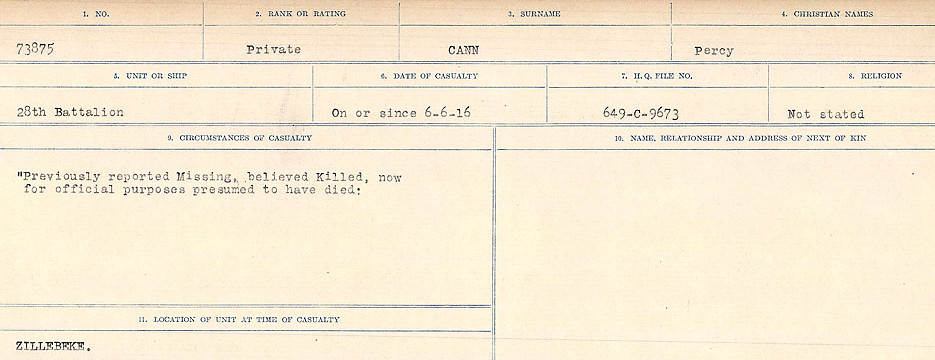 1. NO. 2. RANK OR RATING 3. SURNAME 4. CHRISTIAN NAMES
73875 Private CANN Percy
5. UNIT OR SHIP 6. DATE OF CASUALTY 7. H.Q. FILE NO. 8. RELIGION
28th Battalion On or since 6-6-16 649-C-9673 Not stated
9. CIRCUMSTANCES OF CASUALTY 10. NAME, RELATIONSHIP AND ADDRESS OF NEXT OF KIN
"Previously reported Missing, believed Killed, now
for official purposes presumed to have died:
11. LOCATION OF UNIT AT TIME OF CASUALTY
ZILLEBEKE.